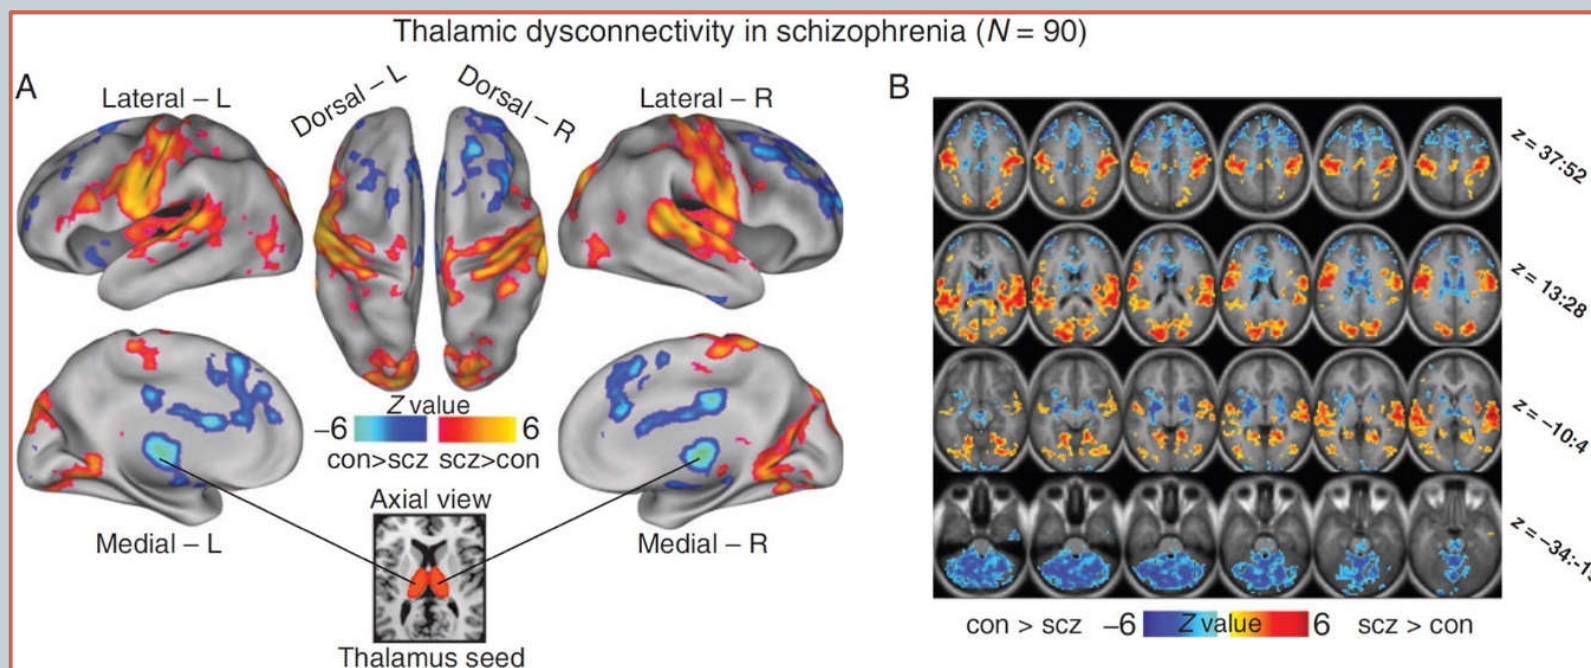 Thalamic dysconnectivity in schizophrenia (N = 90)
A
Lateral – L
Dorsal – L
Dorsal – R
Lateral – R
Z value
–6
6
con>scz
scz>con
Axial view
Medial – L
Medial – R
Thalamus seed
B
z = 37:52
z = 13:28
z = –10:4
con > scz –6 Z value 6 scz > con